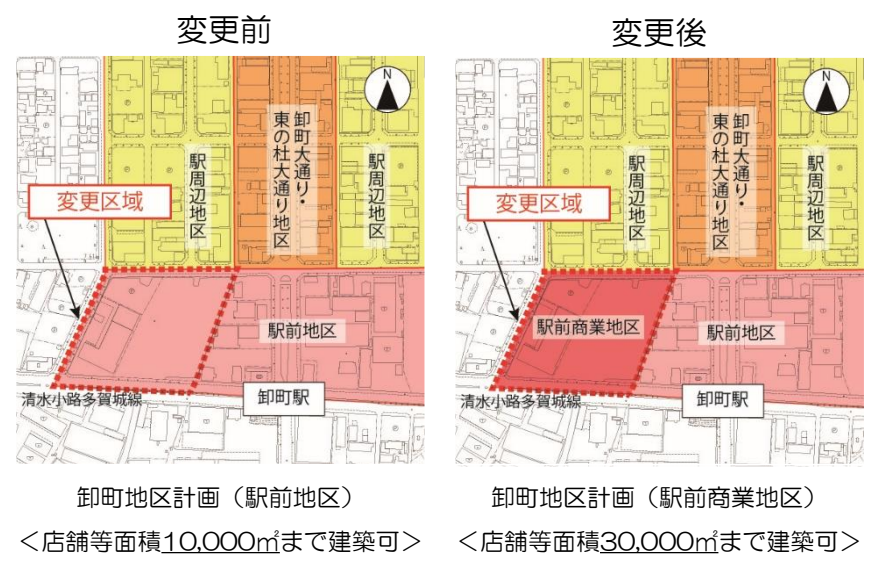 変更前
N
駅周辺地区
卸町大通り・
東の杜大通り地区
駅周辺地区
変更区域
駅前地区
卸町駅
清水小路多賀城線
卸町地区計画（駅前地区）
＜店舗等面積10,000㎡まで建築可＞
変更後
N
駅周辺地区
卸町大通り・
東の杜大通り地区
駅周辺地区
変更区域
駅前商業地区
駅前地区
卸町駅
清水小路多賀城線
卸町地区計画（駅前商業地区）
＜店舗等面積30,000㎡まで建築可＞